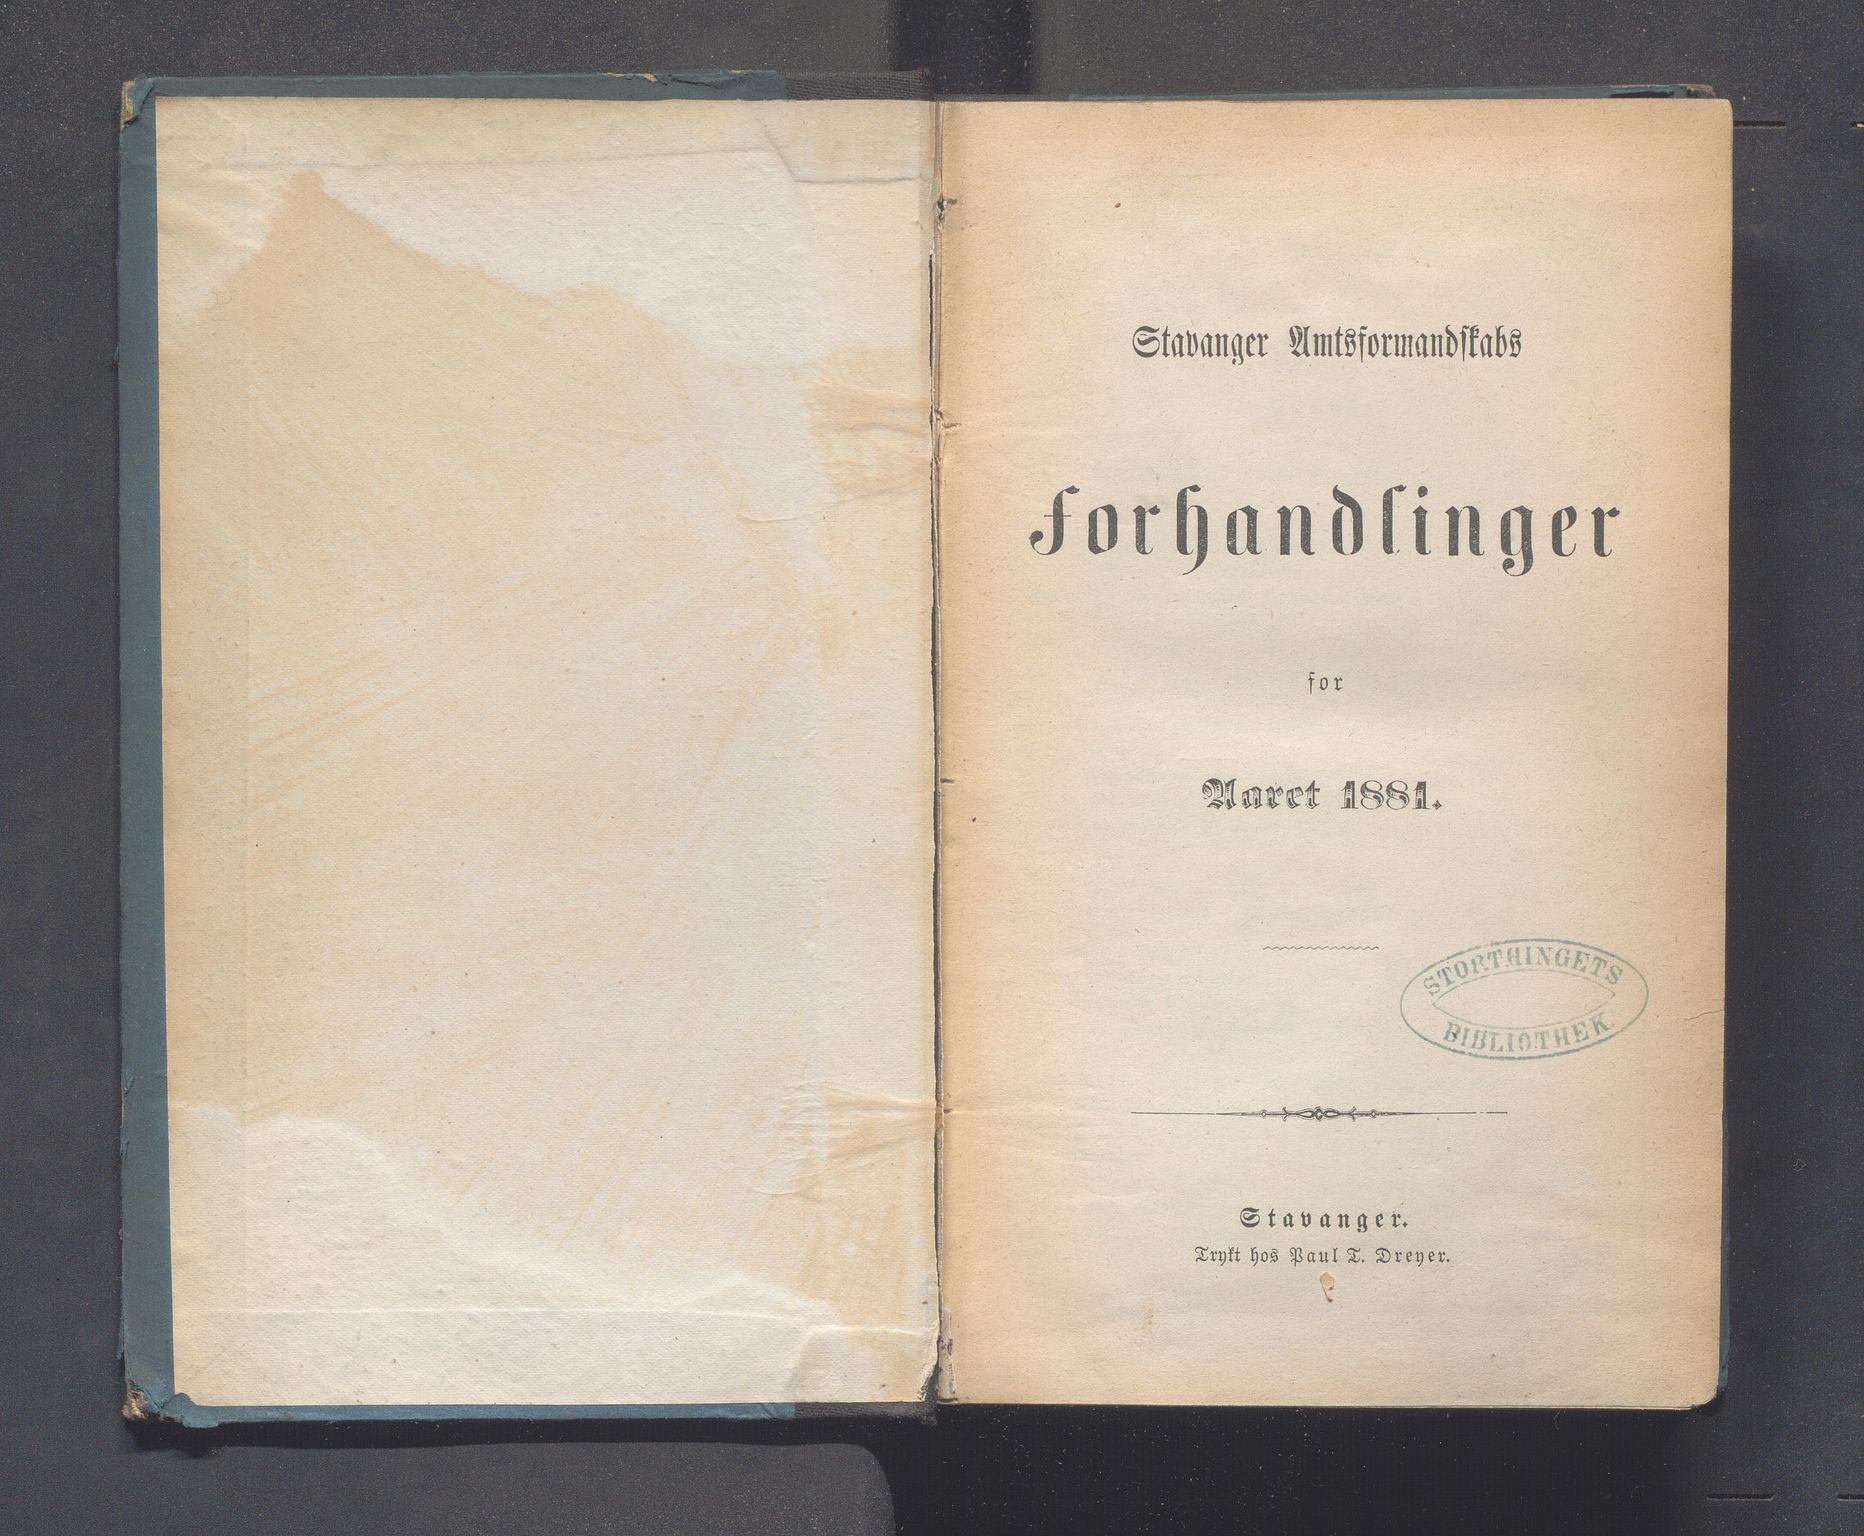 Stavanger Amtsformandskabs
Forhandlinger
for
Aaret 1881.
STORTHINGETS
BIBLIOTHEK
Stavanger.
Trykt hos Paul T. Dreyer.